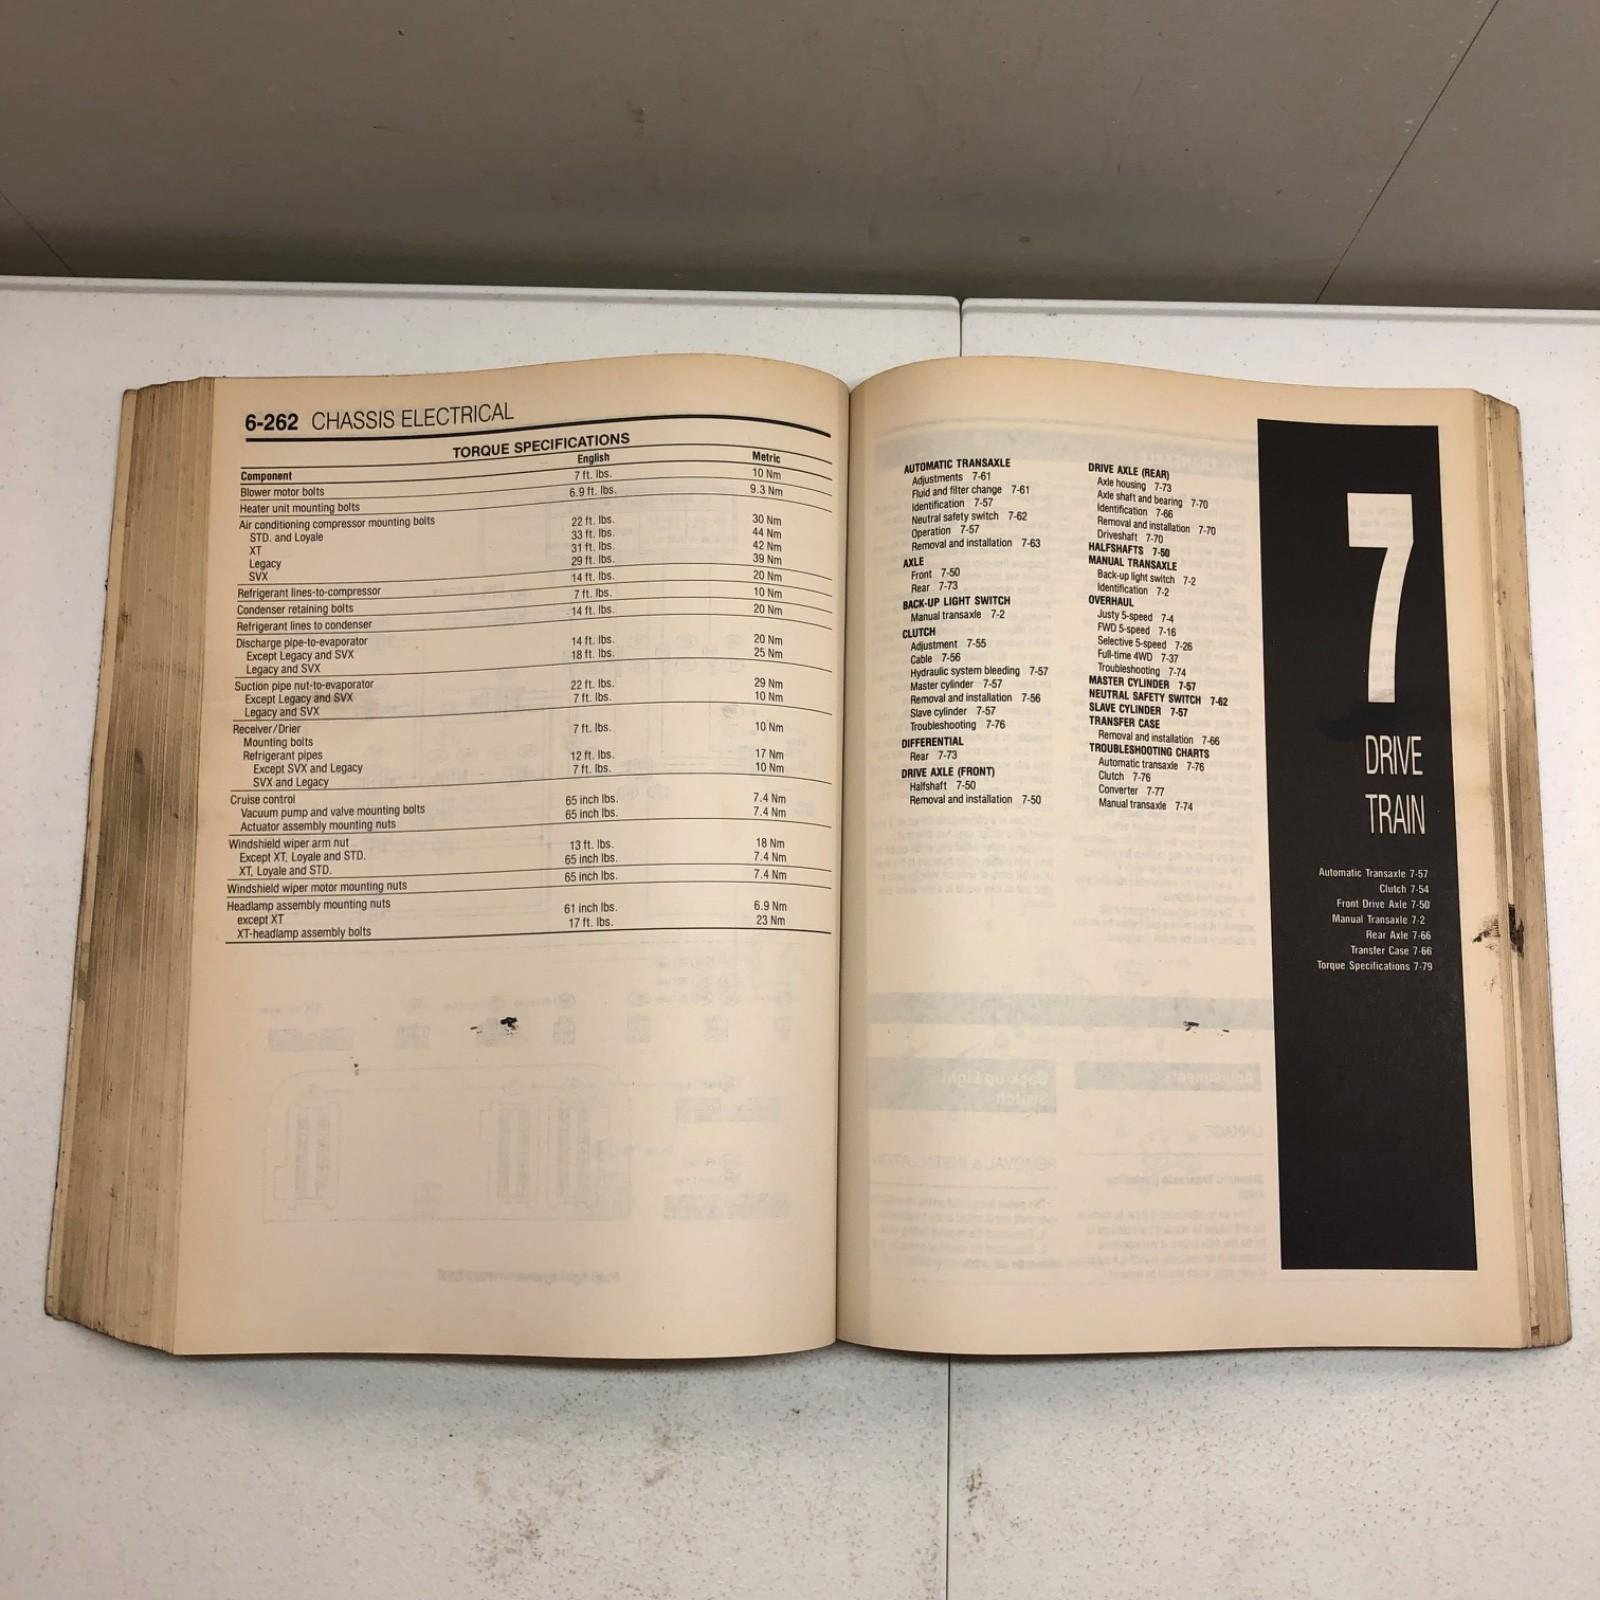 6-262 CHASSIS ELECTRICAL
TORQUE SPECIFICATIONS
Component English Metric
Blower motor bolts 7 ft. lbs. 10 Nm
Heater unit mounting bolts 6.9 ft. lbs. 9.3 Nm
Air conditioning compressor mounting bolts
STD. and Loyale 22 ft. lbs. 30 Nm
XT 33 ft. lbs. 44 Nm
Legacy 31 ft. lbs. 42 Nm
SVX 29 ft. lbs. 39 Nm
Refrigerant lines-to-compressor 14 ft. lbs. 20 Nm
Condenser retaining bolts 7 ft. lbs. 10 Nm
Refrigerant lines to condenser 14 ft. lbs. 20 Nm
Discharge pipe-to-evaporator
Except Legacy and SVX 14 ft. lbs. 20 Nm
Legacy and SVX 18 ft. lbs. 25 Nm
Suction pipe nut-to-evaporator
Except Legacy and SVX 22 ft. lbs. 29 Nm
Legacy and SVX 7 ft. lbs. 10 Nm
Receiver/Drier
Mounting bolts 7 ft. lbs. 10 Nm
Refrigerant pipes
Except SVX and Legacy 12 ft. lbs. 17 Nm
SVX and Legacy 7 ft. lbs. 10 Nm
Cruise control
Vacuum pump and valve mounting bolts 65 inch lbs. 7.4 Nm
Actuator assembly mounting nuts 65 inch lbs. 7.4 Nm
Windshield wiper arm nut
Except XT, Loyale and STD. 13 ft. lbs. 18 Nm
XT, Loyale and STD. 65 inch lbs. 7.4 Nm
Windshield wiper motor mounting nuts 65 inch lbs. 7.4 Nm
Headlamp assembly mounting nuts
except XT 61 inch lbs. 6.9 Nm
XT-headlamp assembly bolts 17 ft. lbs. 23 Nm
AUTOMATIC TRANSAXLE
Adjustments 7-61
Fluid and filter change 7-61
Identification 7-57
Neutral safety switch 7-62
Operation 7-57
Removal and installation 7-63
AXLE
Front 7-50
Rear 7-73
BACK-UP LIGHT SWITCH
Manual transaxle 7-2
CLUTCH
Adjustment 7-55
Cable 7-56
Hydraulic system bleeding 7-57
Master cylinder 7-57
Removal and installation 7-56
Slave cylinder 7-57
Troubleshooting 7-76
DIFFERENTIAL
Rear 7-73
DRIVE AXLE (FRONT)
Halfshaft 7-50
Removal and installation 7-50
DRIVE AXLE (REAR)
Axle housing 7-73
Axle shaft and bearing 7-70
Identification 7-66
Removal and installation 7-70
Driveshaft 7-70
HALFSHAFTS 7-50
MANUAL TRANSAXLE
Back-up light switch 7-2
Identification 7-2
OVERHAUL
Justy 5-speed 7-4
FWD 5-speed 7-16
Selective 5-speed 7-26
Full-time 4WD 7-37
Troubleshooting 7-74
MASTER CYLINDER 7-57
NEUTRAL SAFETY SWITCH 7-62
SLAVE CYLINDER 7-57
TRANSFER CASE
Removal and installation 7-66
TROUBLESHOOTING CHARTS
Automatic transaxle 7-76
Clutch 7-76
Converter 7-77
Manual transaxle 7-74
7
DRIVE
TRAIN
Automatic Transaxle 7-57
Clutch 7-54
Front Drive Axle 7-50
Manual Transaxle 7-2
Rear Axle 7-66
Transfer Case 7-66
Torque Specifications 7-79